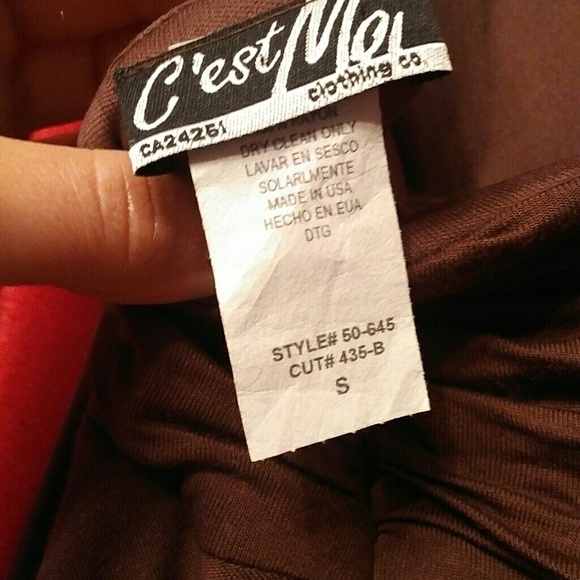 C'est Moi
clothing co.
CA24251
RAYON
DRY CLEAN ONLY
LAVAR EN SESCO
SOLARLMENTE
MADE IN USA
HECHO EN EUA
DTG
STYLE# 50-645
CUT# 435-B
S